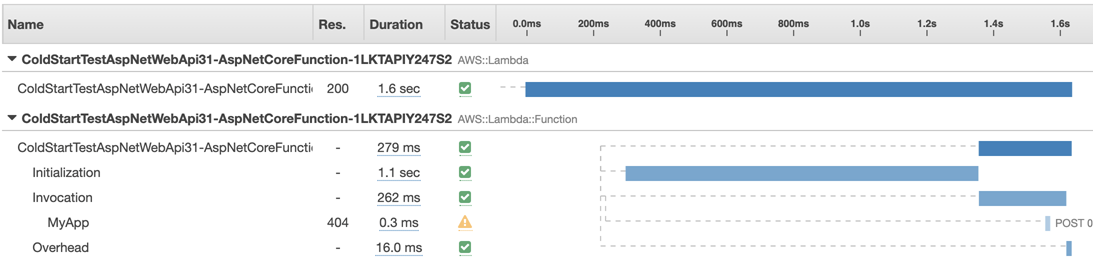 Name Res. Duration Status 0.0ms 200ms 400ms 600ms 800ms 1.0s 1.2s 1.4s 1.6s
ColdStartTestAspNetWebApi31-AspNetCoreFunction-1LKTAPIY247S2 AWS::Lambda
ColdStartTestAspNetWebApi31-AspNetCoreFuncti 200 1.6 sec
ColdStartTestAspNetWebApi31-AspNetCoreFunction-1LKTAPIY247S2 AWS::Lambda::Function
ColdStartTestAspNetWebApi31-AspNetCoreFuncti - 279 ms
Initialization - 1.1 sec
Invocation - 262 ms
MyApp 404 0.3 ms POST 0
Overhead - 16.0 ms